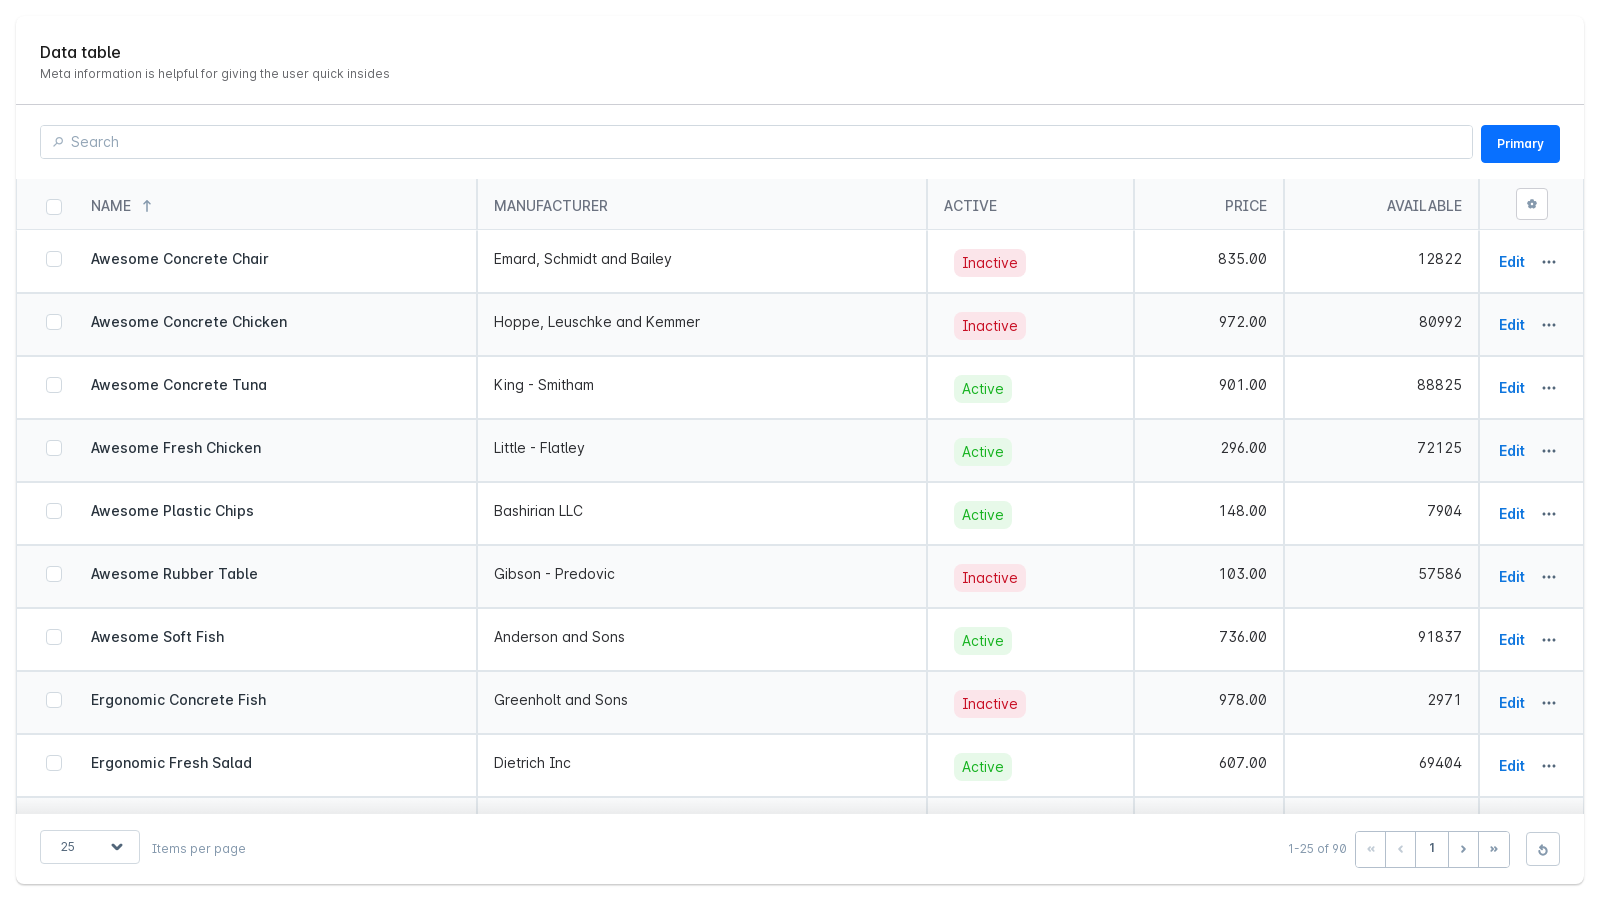 Data table
Meta information is helpful for giving the user quick insides
Search
Primary
NAME MANUFACTURER ACTIVE PRICE AVAILABLE
Awesome Concrete Chair Emard, Schmidt and Bailey Inactive 835.00 12822 Edit
Awesome Concrete Chicken Hoppe, Leuschke and Kemmer Inactive 972.00 80992 Edit
Awesome Concrete Tuna King - Smitham Active 901.00 88825 Edit
Awesome Fresh Chicken Little - Flatley Active 296.00 72125 Edit
Awesome Plastic Chips Bashirian LLC Active 148.00 7904 Edit
Awesome Rubber Table Gibson - Predovic Inactive 103.00 57586 Edit
Awesome Soft Fish Anderson and Sons Active 736.00 91837 Edit
Ergonomic Concrete Fish Greenholt and Sons Inactive 978.00 2971 Edit
Ergonomic Fresh Salad Dietrich Inc Active 607.00 69404 Edit
25 Items per page 1-25 of 90 « ‹ 1 › »